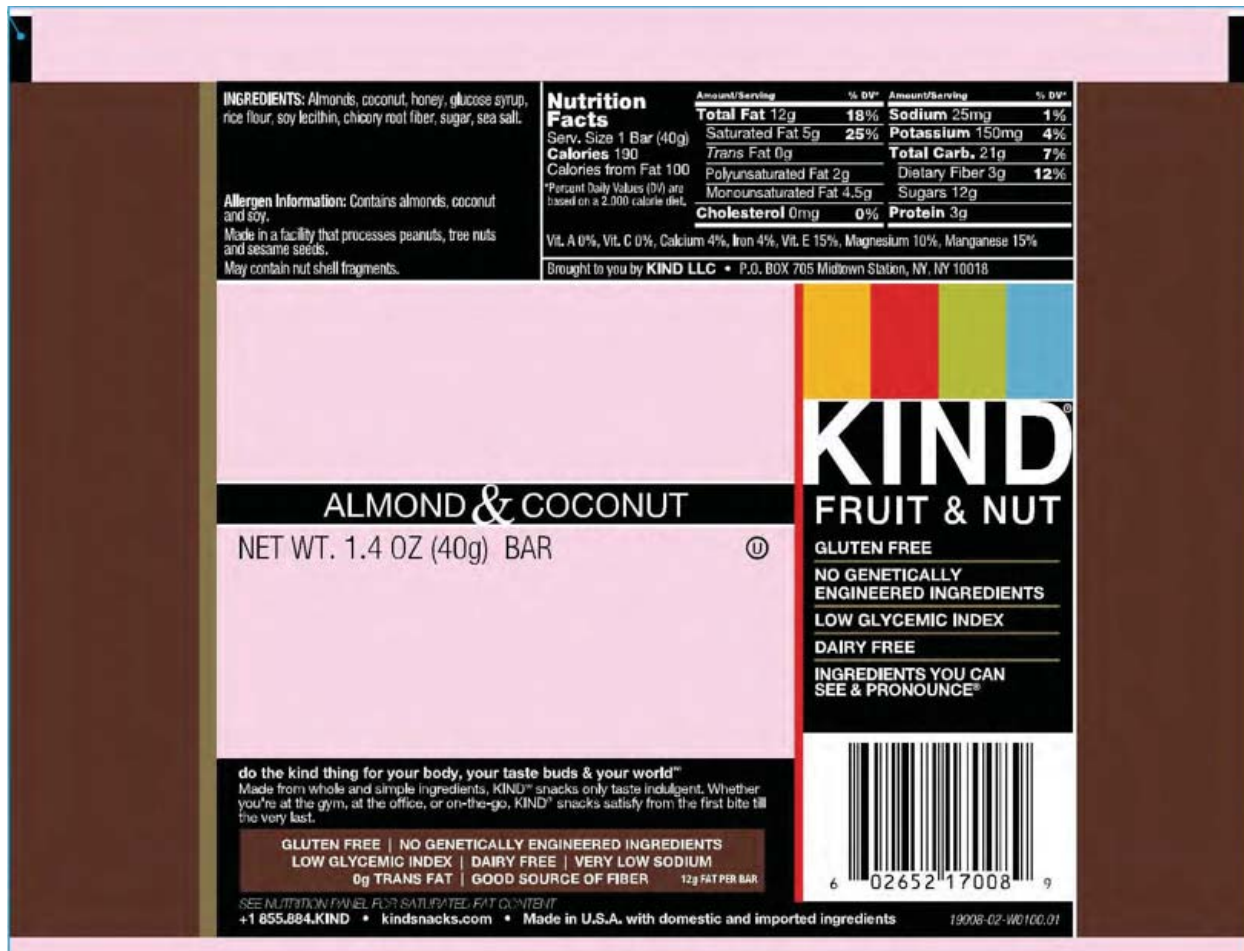 INGREDIENTS: Almonds, coconut, honey, glucose syrup,
rice flour, soy lecithin, chicory root fiber, sugar, sea salt.
Allergen Information: Contains almonds, coconut
and soy.
Made in a facility that processes peanuts, tree nuts
and sesame seeds.
May contain nut shell fragments.
Nutrition
Facts
Serv. Size 1 Bar (40g)
Calories 190
Calories from Fat 100
*Percent Daily Values (DV) are
based on a 2,000 calorie diet.
Amount/Serving % DV*
Total Fat 12g 18%
Saturated Fat 5g 25%
Trans Fat 0g
Polyunsaturated Fat 2g
Monounsaturated Fat 4.5g
Cholesterol 0mg 0%
Amount/Serving % DV*
Sodium 25mg 1%
Potassium 150mg 4%
Total Carb. 21g 7%
Dietary Fiber 3g 12%
Sugars 12g
Protein 3g
Vit. A 0%, Vit. C 0%, Calcium 4%, Iron 4%, Vit. E 15%, Magnesium 10%, Manganese 15%
Brought to you by KIND LLC • P.O. BOX 705 Midtown Station, NY, NY 10018
ALMOND & COCONUT
NET WT. 1.4 OZ (40g) BAR
U
KIND®
FRUIT & NUT
GLUTEN FREE
NO GENETICALLY
ENGINEERED INGREDIENTS
LOW GLYCEMIC INDEX
DAIRY FREE
INGREDIENTS YOU CAN
SEE & PRONOUNCE®
do the kind thing for your body, your taste buds & your world℠
Made from whole and simple ingredients, KIND® snacks only taste indulgent. Whether
you're at the gym, at the office, or on-the-go, KIND® snacks satisfy from the first bite till
the very last.
GLUTEN FREE | NO GENETICALLY ENGINEERED INGREDIENTS
LOW GLYCEMIC INDEX | DAIRY FREE | VERY LOW SODIUM
0g TRANS FAT | GOOD SOURCE OF FIBER 12g FAT PER BAR
SEE NUTRITION PANEL FOR SATURATED FAT CONTENT
+1 855.884.KIND • kindsnacks.com • Made in U.S.A. with domestic and imported ingredients
6 02652 17008 9
19008-02-W0100.01